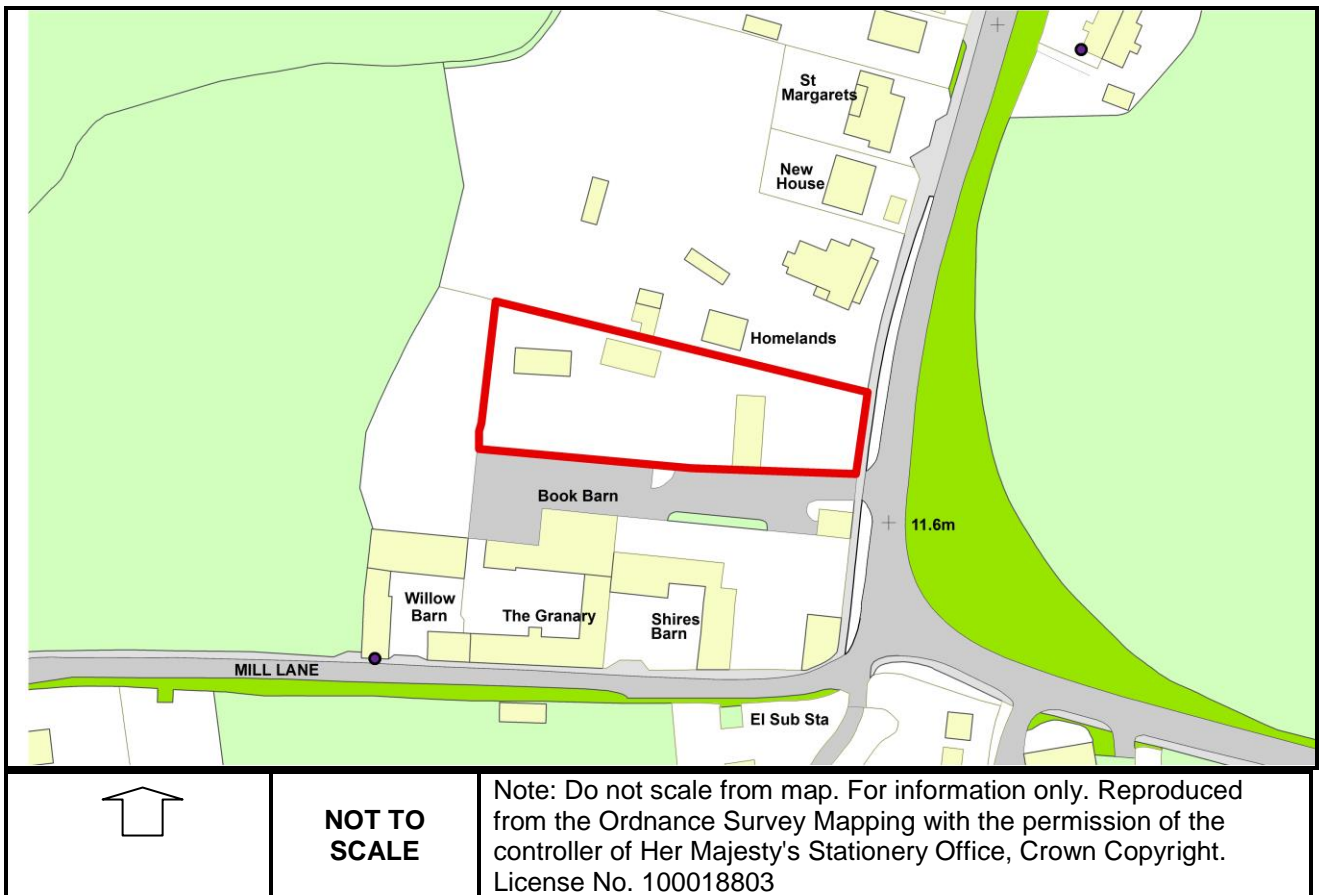 St
Margarets
New
House
Homelands
Book Barn
11.6m
Willow
Barn
The Granary
Shires
Barn
MILL LANE
El Sub Sta
NOT TO
SCALE
Note: Do not scale from map. For information only. Reproduced
from the Ordnance Survey Mapping with the permission of the
controller of Her Majesty's Stationery Office, Crown Copyright.
License No. 100018803